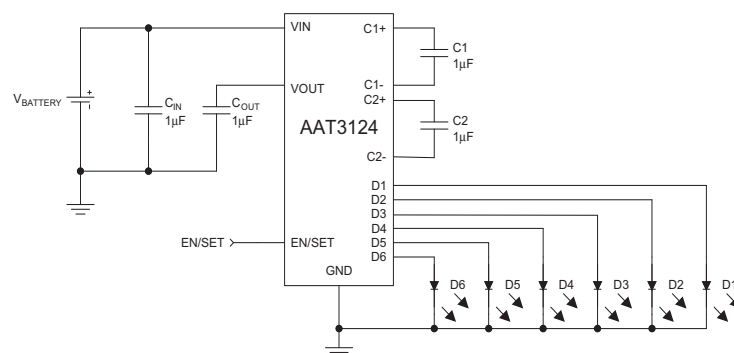 VIN
C1+
C1
1µF
V_BATTERY
+
-
C_IN
1µF
C_OUT
1µF
VOUT
C1-
C2+
AAT3124
C2
1µF
C2-
D1
D2
D3
D4
D5
D6
EN/SET
EN/SET
GND
D6
D5
D4
D3
D2
D1